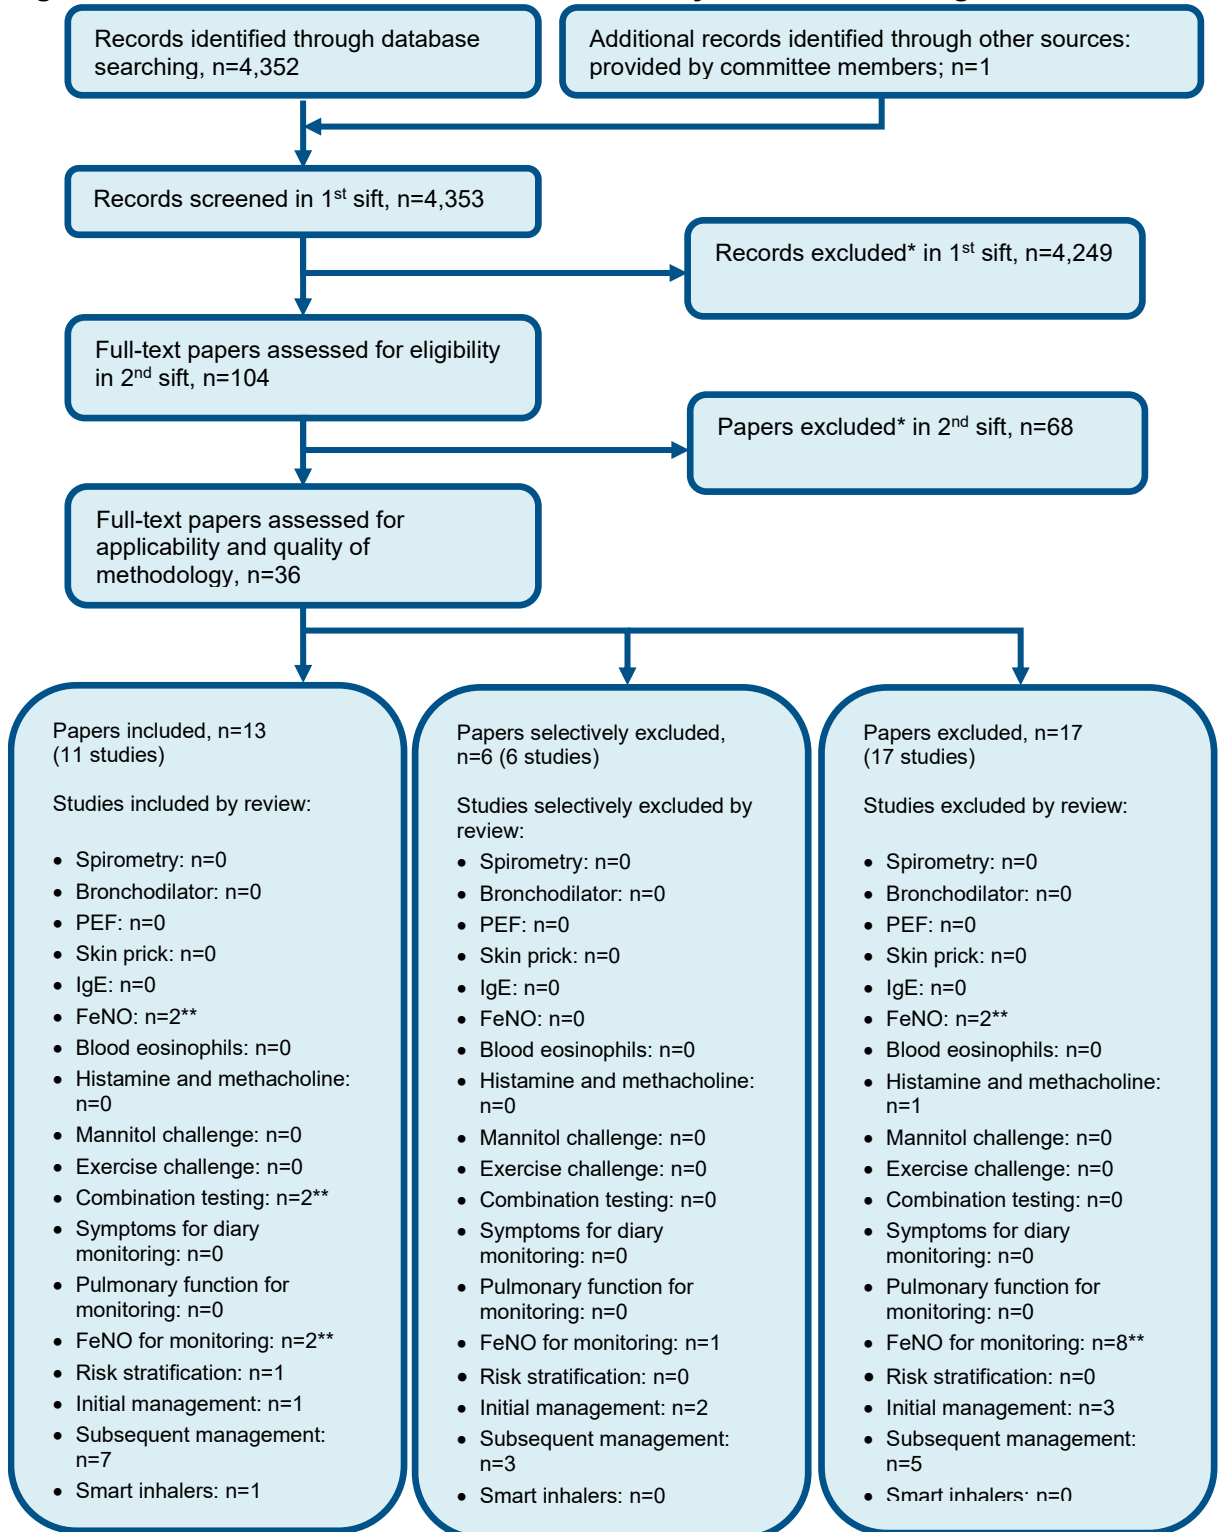 Records identified through database
searching, n=4,352
Additional records identified through other sources:
provided by committee members; n=1
Records screened in 1st sift, n=4,353
Records excluded* in 1st sift, n=4,249
Full-text papers assessed for eligibility
in 2nd sift, n=104
Papers excluded* in 2nd sift, n=68
Full-text papers assessed for
applicability and quality of
methodology, n=36
Papers included, n=13
(11 studies)
Studies included by review:
• Spirometry: n=0
• Bronchodilator: n=0
• PEF: n=0
• Skin prick: n=0
• IgE: n=0
• FeNO: n=2**
• Blood eosinophils: n=0
• Histamine and methacholine:
n=0
• Mannitol challenge: n=0
• Exercise challenge: n=0
• Combination testing: n=2**
• Symptoms for diary
monitoring: n=0
• Pulmonary function for
monitoring: n=0
• FeNO for monitoring: n=2**
• Risk stratification: n=1
• Initial management: n=1
• Subsequent management:
n=7
• Smart inhalers: n=1
Papers selectively excluded,
n=6 (6 studies)
Studies selectively excluded by
review:
• Spirometry: n=0
• Bronchodilator: n=0
• PEF: n=0
• Skin prick: n=0
• IgE: n=0
• FeNO: n=0
• Blood eosinophils: n=0
• Histamine and methacholine:
n=0
• Mannitol challenge: n=0
• Exercise challenge: n=0
• Combination testing: n=0
• Symptoms for diary
monitoring: n=0
• Pulmonary function for
monitoring: n=0
• FeNO for monitoring: n=1
• Risk stratification: n=0
• Initial management: n=2
• Subsequent management:
n=3
• Smart inhalers: n=0
Papers excluded, n=17
(17 studies)
Studies excluded by review:
• Spirometry: n=0
• Bronchodilator: n=0
• PEF: n=0
• Skin prick: n=0
• IgE: n=0
• FeNO: n=2**
• Blood eosinophils: n=0
• Histamine and methacholine:
n=1
• Mannitol challenge: n=0
• Exercise challenge: n=0
• Combination testing: n=0
• Symptoms for diary
monitoring: n=0
• Pulmonary function for
monitoring: n=0
• FeNO for monitoring: n=8**
• Risk stratification: n=0
• Initial management: n=3
• Subsequent management:
n=5
• Smart inhalers: n=0